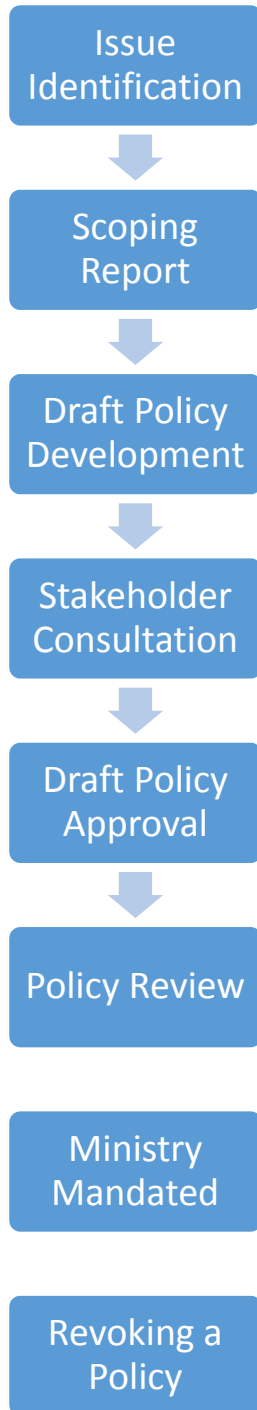 Issue
Identification
Scoping
Report
Draft Policy
Development
Stakeholder
Consultation
Draft Policy
Approval
Policy Review
Ministry
Mandated
Revoking a
Policy